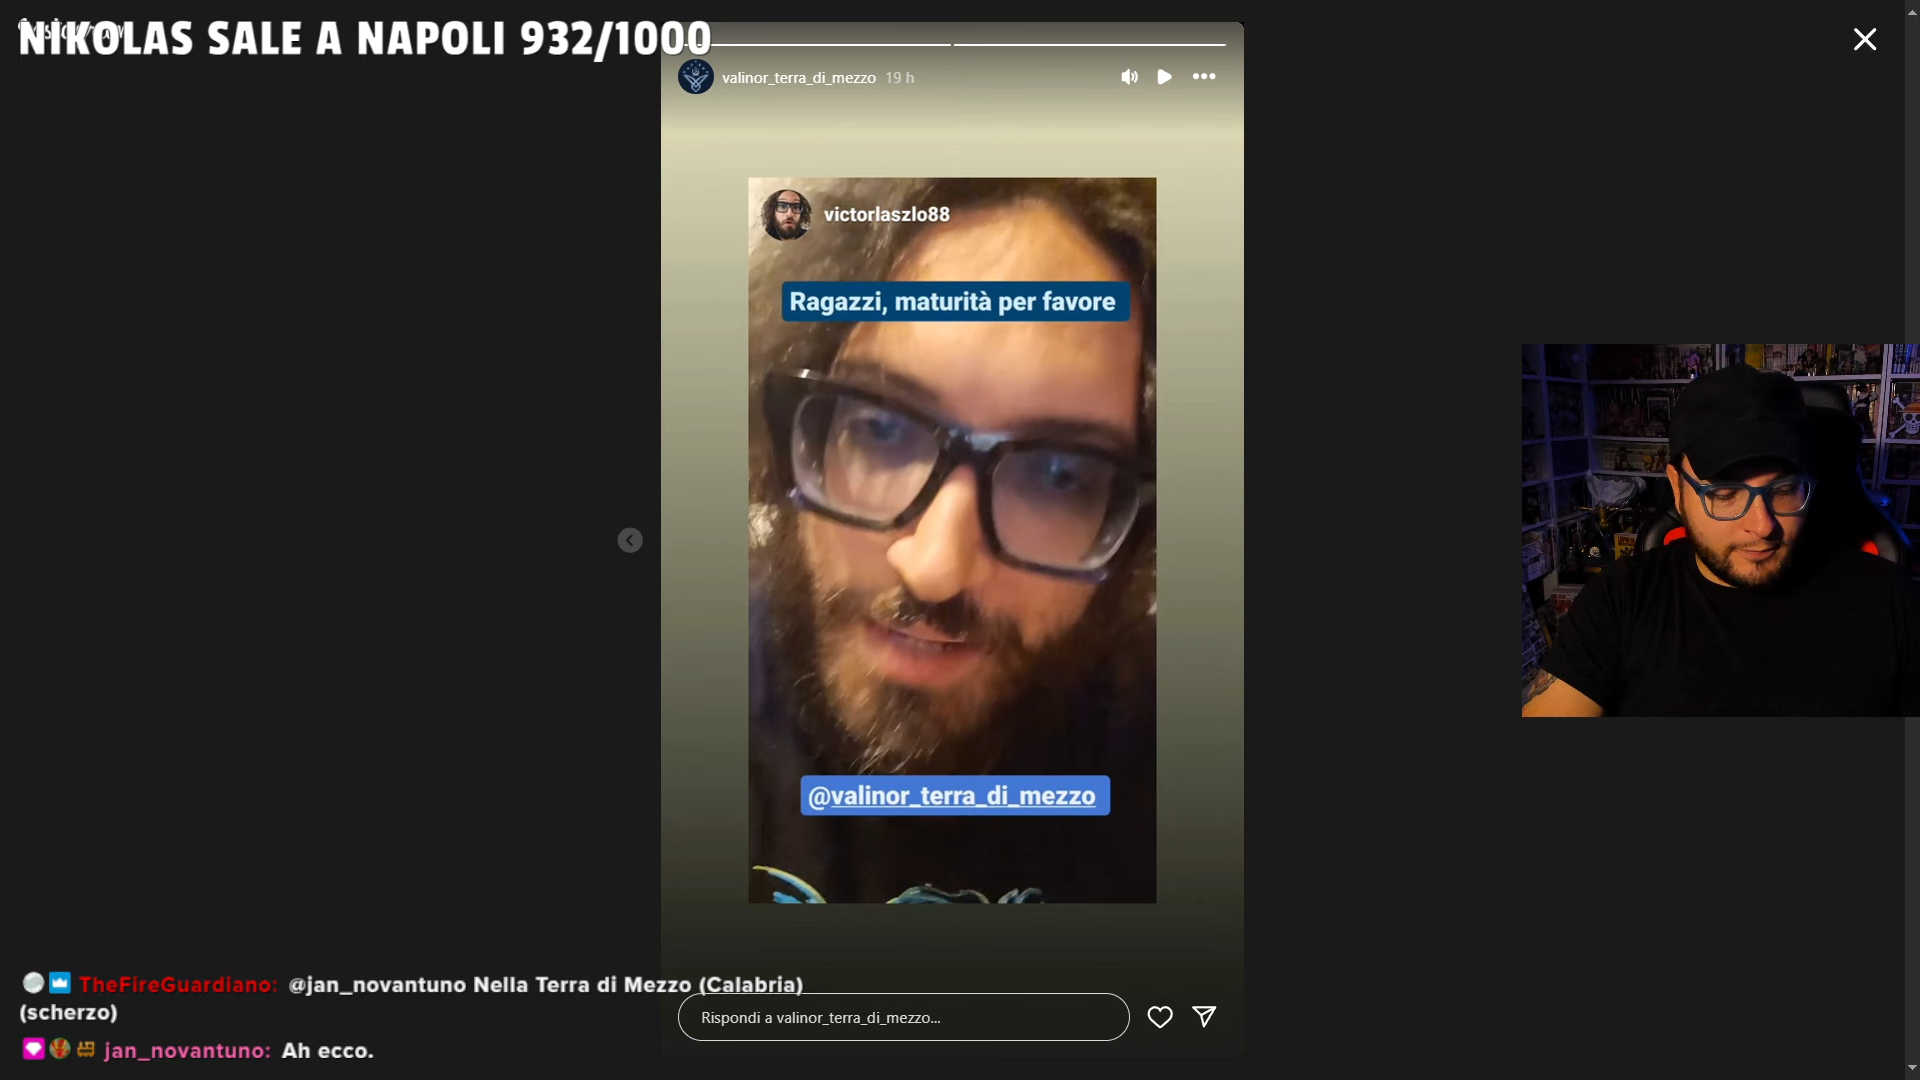 NIKOLAS SALE A NAPOLI 932/1000
valinor_terra_di_mezzo 19 h
victorlaszlo88
Ragazzi, maturità per favore
@valinor_terra_di_mezzo
TheFireGuardiano: @jan_novantuno Nella Terra di Mezzo (Calabria)
(scherzo)
Rispondi a valinor_terra_di_mezzo...
jan_novantuno: Ah ecco.